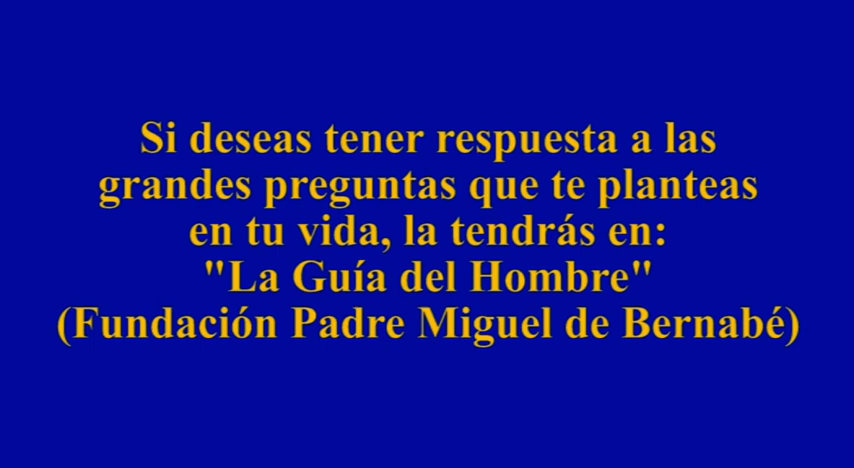 Si deseas tener respuesta a las
grandes preguntas que te planteas
en tu vida, la tendrás en:
"La Guía del Hombre"
(Fundación Padre Miguel de Bernabé)